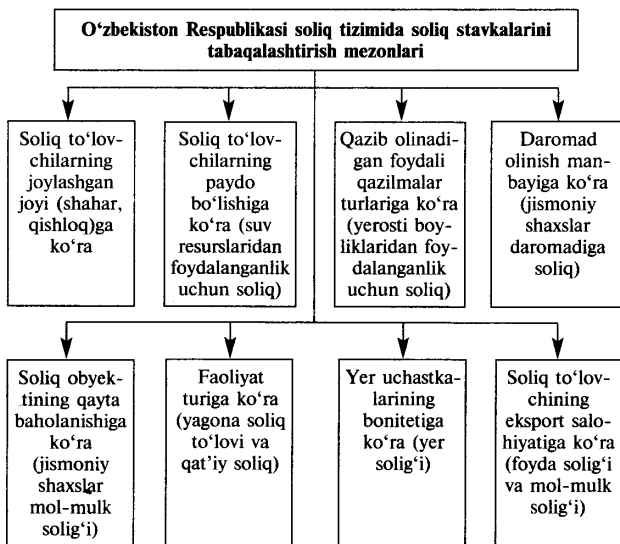 O‘zbekiston Respublikasi soliq tizimida soliq stavkalarini
tabaqalashtirish mezonlari
Soliq to‘lov-
chilarning
joylashgan
joyi (shahar,
qishloq)ga
ko‘ra
Soliq to‘lov-
chilarning
paydo
bo‘lishiga
ko‘ra (suv
resurslaridan
foydalanganlik
uchun soliq)
Qazib olinadi-
gan foydali
qazilmalar
turlariga ko‘ra
(yerosti boy-
liklaridan foy-
dalanganlik
uchun soliq)
Daromad
olinish man-
bayiga ko‘ra
(jismoniy
shaxslar
daromadiga
soliq)
Soliq obyek-
tining qayta
baholanishiga
ko‘ra
(jismoniy
shaxslar
mol-mulk
solig‘i)
Faoliyat
turiga ko‘ra
(yagona soliq
to‘lovi va
qat’iy soliq)
Yer uchastka-
larining
bonitetiga
ko‘ra (yer
solig‘i)
Soliq to‘lov-
chining
eksport salo-
hiyatiga ko‘ra
(foyda solig‘i
va mol-mulk
solig‘i)